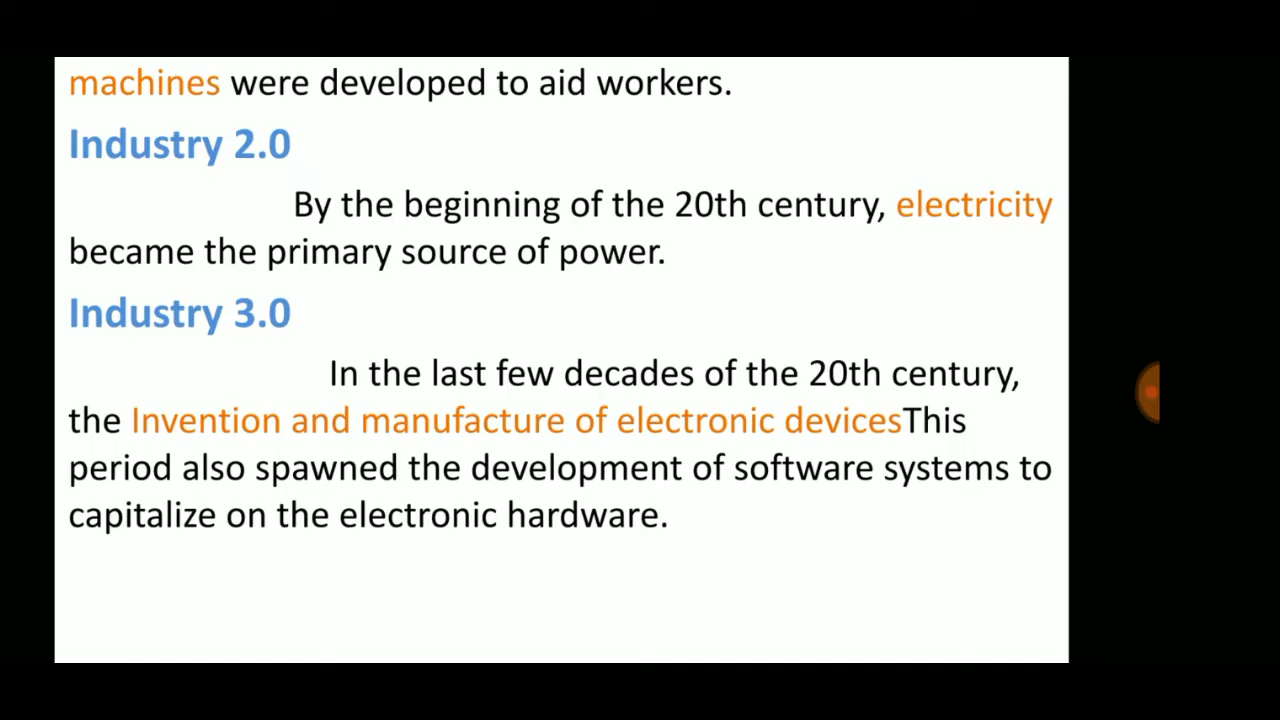 machines were developed to aid workers.
Industry 2.0
By the beginning of the 20th century, electricity
became the primary source of power.
Industry 3.0
In the last few decades of the 20th century,
the Invention and manufacture of electronic devicesThis
period also spawned the development of software systems to
capitalize on the electronic hardware.